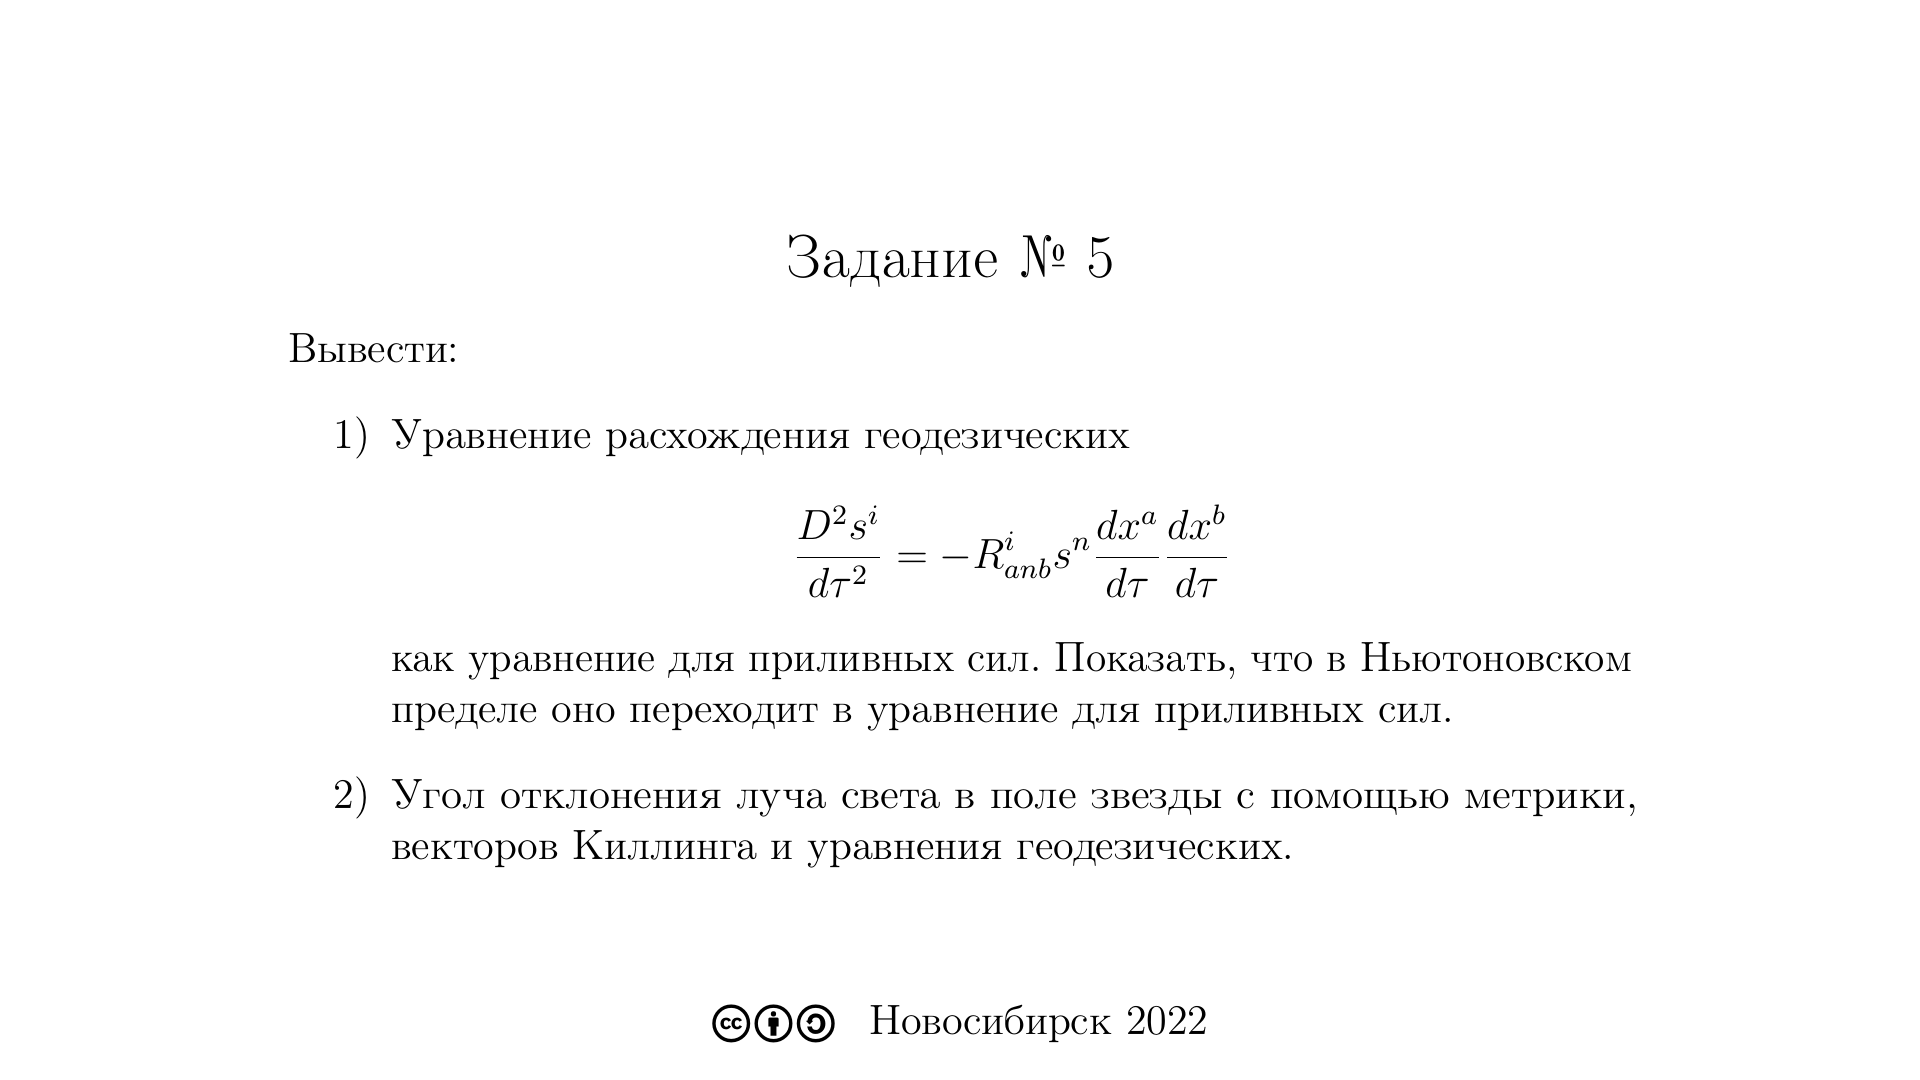 Задание № 5
Вывести:
1) Уравнение расхождения геодезических
$$\frac{D^2 s^i}{d\tau^2} = -R^i_{anb} s^n \frac{dx^a}{d\tau} \frac{dx^b}{d\tau}$$
как уравнение для приливных сил. Показать, что в Ньютоновском
пределе оно переходит в уравнение для приливных сил.
2) Угол отклонения луча света в поле звезды с помощью метрики,
векторов Киллинга и уравнения геодезических.
cc Новосибирск 2022